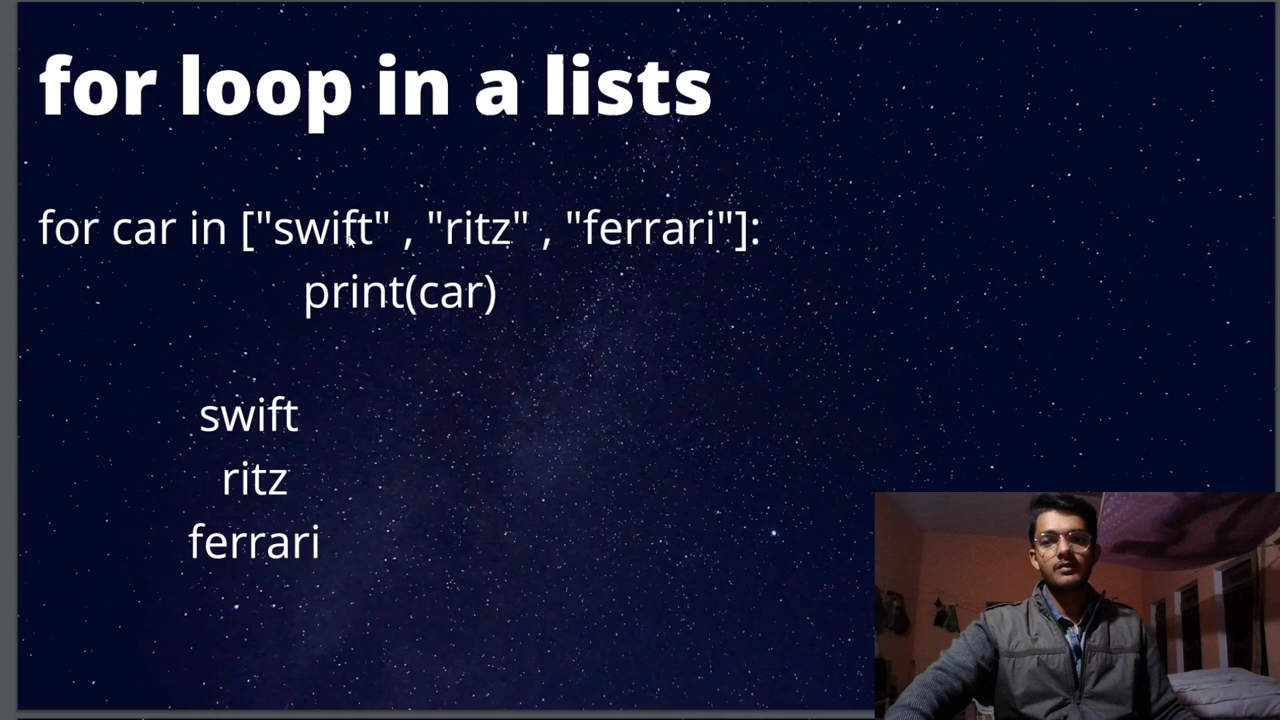 for loop in a lists
for car in ["swift" , "ritz" , "ferrari"]:
print(car)
swift
ritz
ferrari